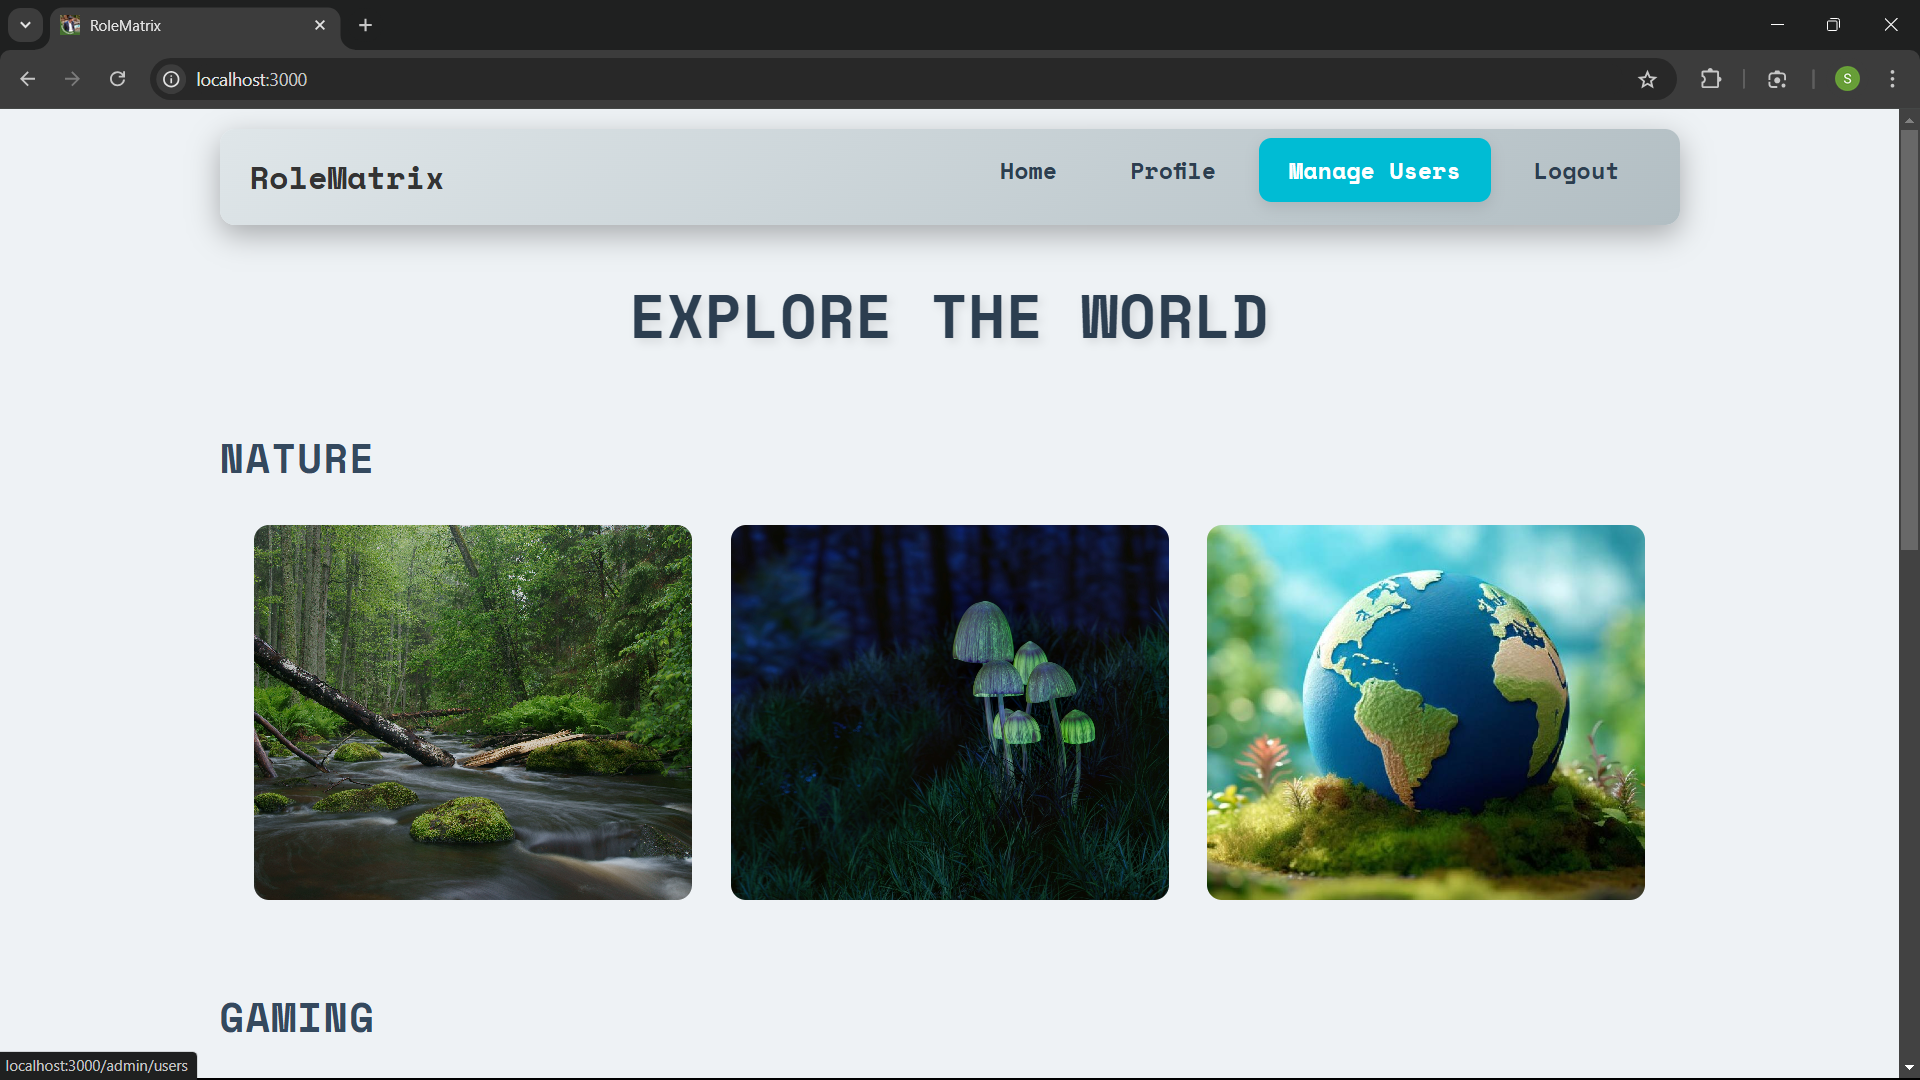 RoleMatrix
localhost:3000
S
RoleMatrix
Home Profile Manage Users Logout
EXPLORE THE WORLD
NATURE
GAMING
localhost:3000/admin/users